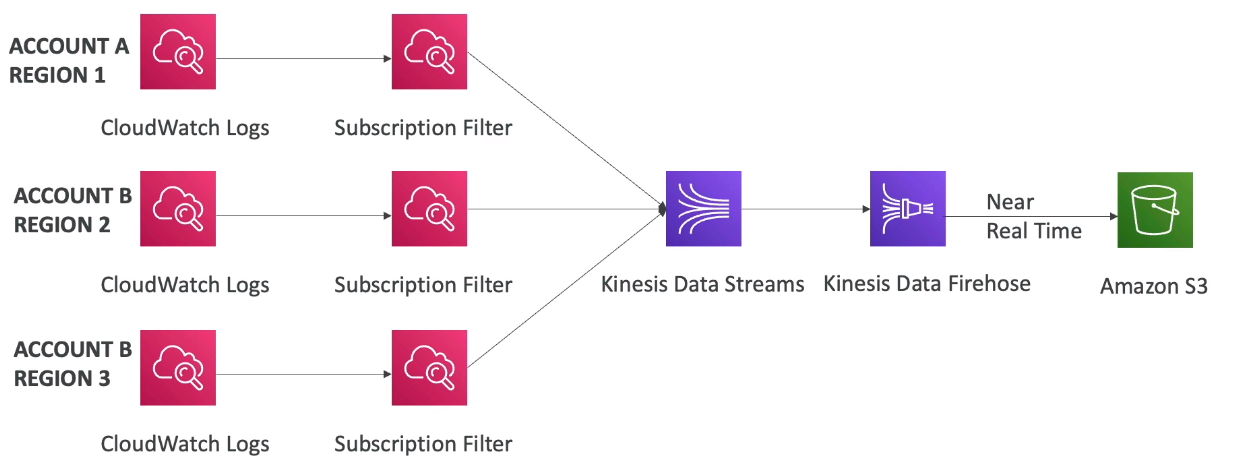 ACCOUNT A
REGION 1
CloudWatch Logs
Subscription Filter
ACCOUNT B
REGION 2
CloudWatch Logs
Subscription Filter
Kinesis Data Streams
Kinesis Data Firehose
Near
Real Time
Amazon S3
ACCOUNT B
REGION 3
CloudWatch Logs
Subscription Filter